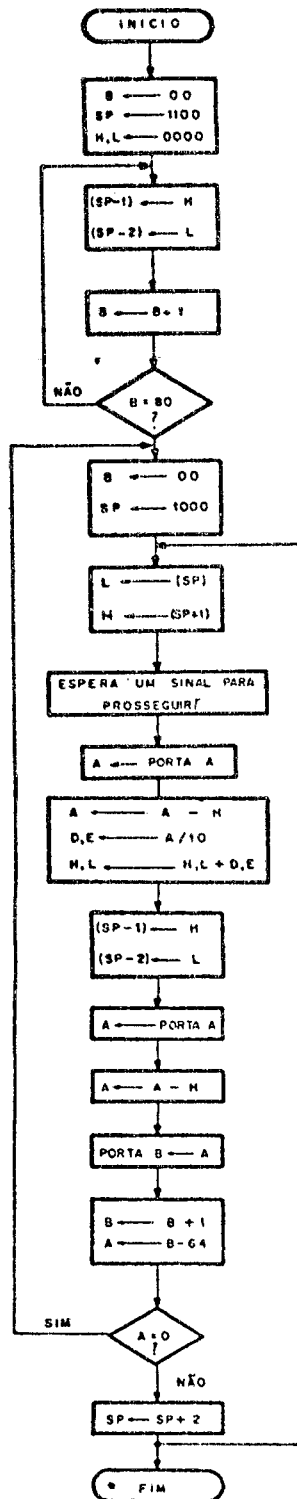 INICIO
B ← 00
SP ← 1100
H,L ← 0000
(SP-1) ← H
(SP-2) ← L
B ← B + 1
NÃO
B = 80
?
B ← 00
SP ← 1000
L ← (SP)
H ← (SP+1)
ESPERA UM SINAL PARA
PROSSEGUIR
A ← PORTA A
A ← A - H
D,E ← A/10
H,L ← H,L + D,E
(SP-1) ← H
(SP-2) ← L
A ← PORTA A
A ← A - H
PORTA B ← A
B ← B + 1
A ← B-64
SIM
A = 0
?
NÃO
SP ← SP + 2
FIM